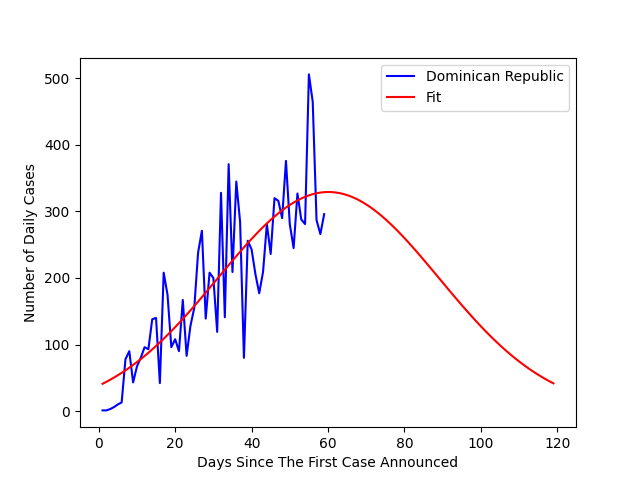 Dominican Republic
Fit
Number of Daily Cases
500
400
300
200
100
0
0 20 40 60 80 100 120
Days Since The First Case Announced